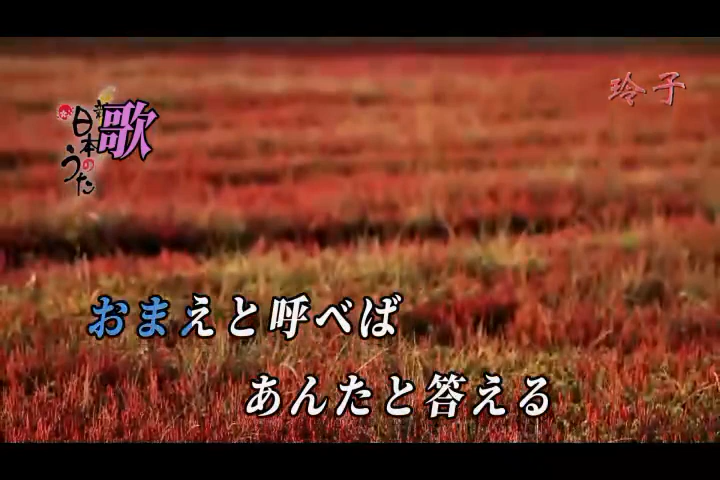 玲子
新
日本のうた
歌
おまえと呼べば
あんたと答える